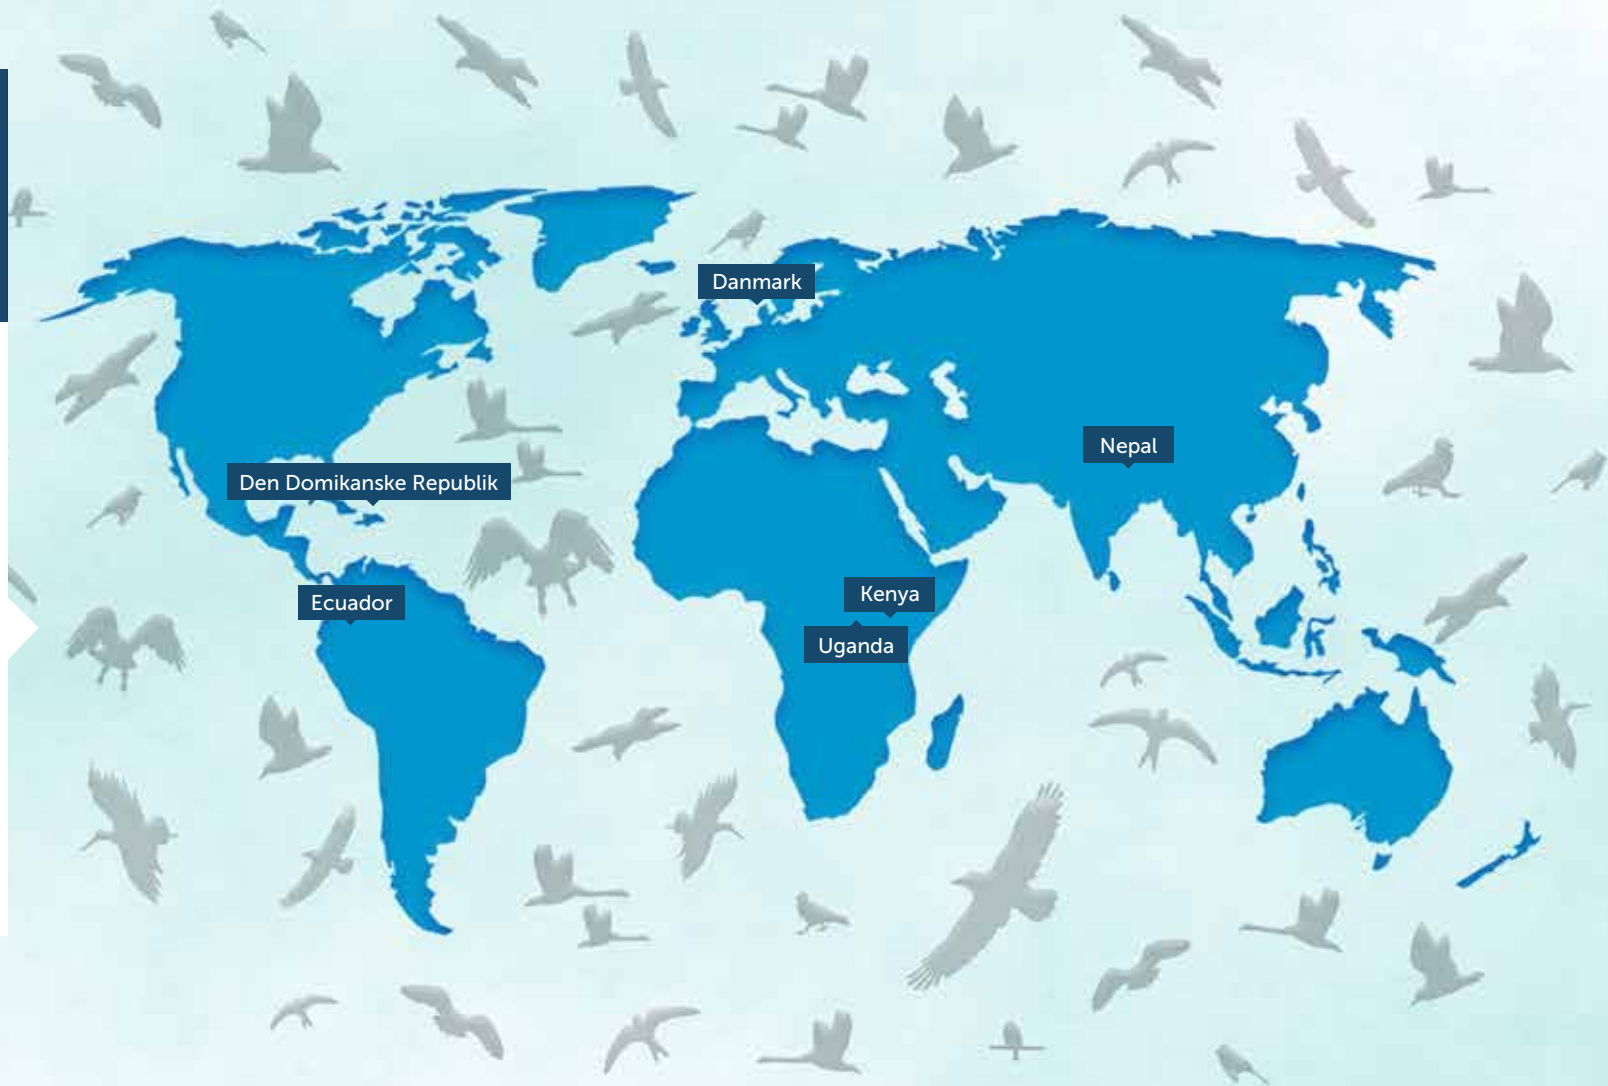 Danmark
Nepal
Den Domikanske Republik
Kenya
Ecuador
Uganda